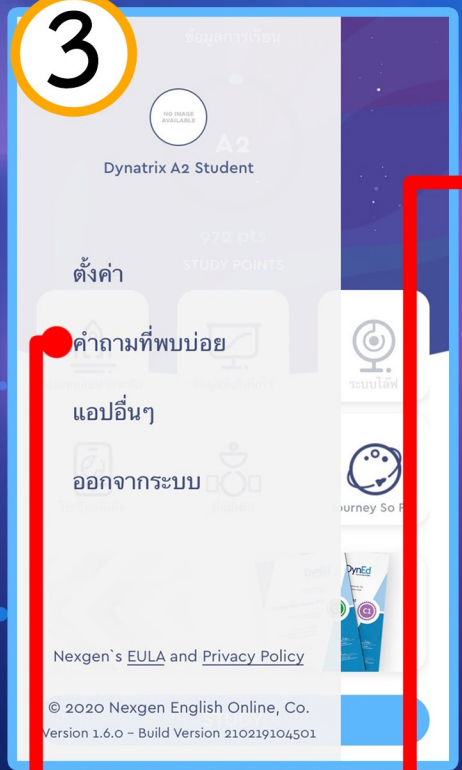 3
ข้อมูลการเรียน
NO IMAGE
AVAILABLE
A2
Dynatrix A2 Student
972 pts
STUDY POINTS
ตั้งค่า
คำถามที่พบบ่อย
ระบบไล้ฟ
แอปอื่นๆ
ออกจากระบบ
ourney So F
DynEd
Nexgen`s EULA and Privacy Policy
© 2020 Nexgen English Online, Co.
Version 1.6.0 - Build Version 210219104501